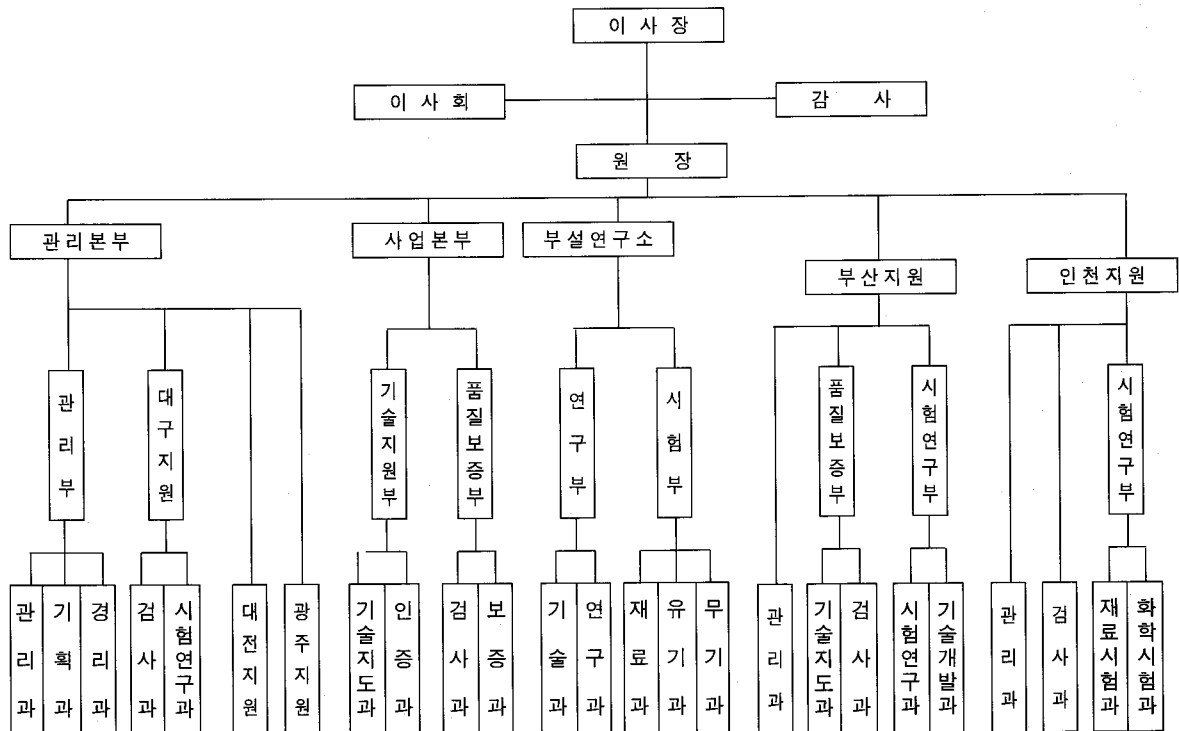 이사장
이사회
감 사
원 장
관리본부
사업본부
부설연구소
부산지원
인천지원
관리부
대구지원
기술지원부
품질보증부
연구부
시험부
품질보증부
시험연구부
시험연구부
관리과
기획과
경리과
검사과
시험연구과
대전지원
광주지원
기술지도과
인증과
검사과
보증과
기술과
연구과
재료과
유기과
무기과
관리과
기술지도과
검사과
시험연구과
기술개발과
관리과
검사과
재료시험과
화학시험과